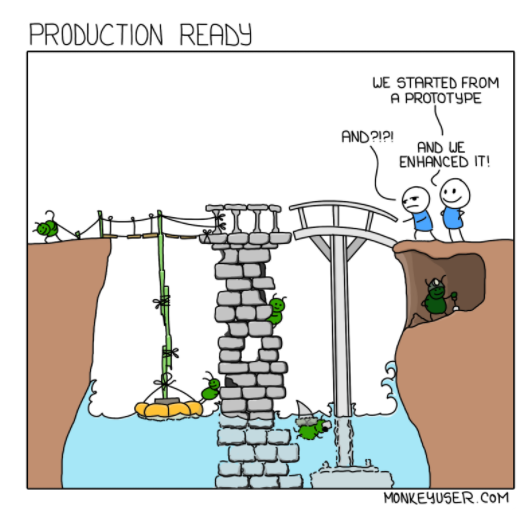 PRODUCTION READY
WE STARTED FROM
A PROTOTYPE
AND?!?!
AND WE
ENHANCED IT!
MONKEYUSER.COM